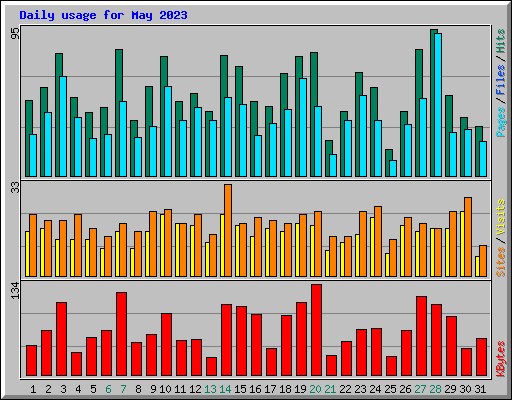 Daily usage for May 2023
95
33
134
Pages / Files / Hits
Sites / Visits
KBytes
1 2 3 4 5 6 7 8 9 10 11 12 13 14 15 16 17 18 19 20 21 22 23 24 25 26 27 28 29 30 31